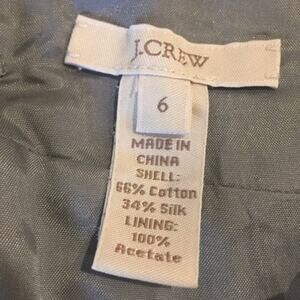 J.CREW
6
MADE IN
CHINA
SHELL:
66% Cotton
34% Silk
LINING:
100%
Acetate